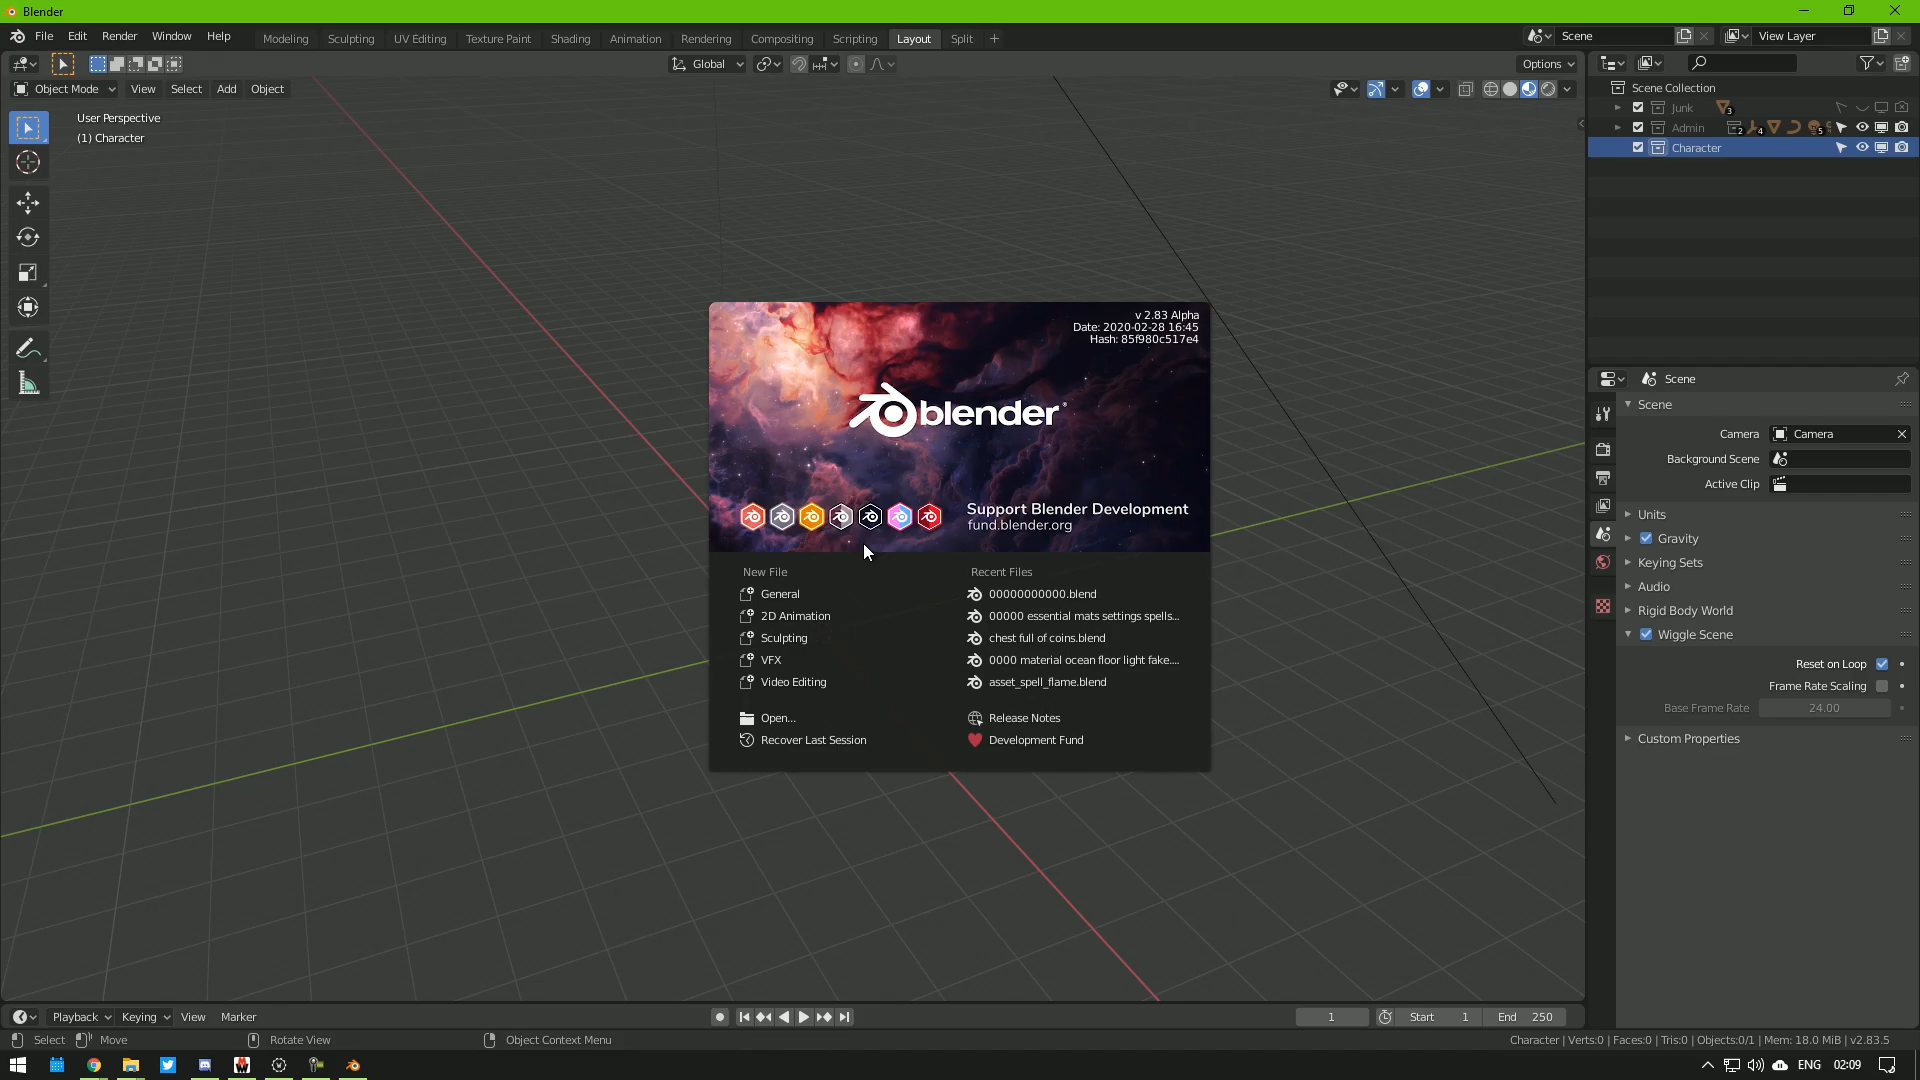 Blender
File Edit Render Window Help
Modeling Sculpting UV Editing Texture Paint Shading Animation Rendering Compositing Scripting Layout Split +
Scene
View Layer
Global
Options
Object Mode View Select Add Object
User Perspective
(1) Character
Scene Collection
Junk 3
Admin 2 4 5
Character
v 2.83 Alpha
Date: 2020-02-28 16:45
Hash: 85f980c517e4
blender
Support Blender Development
fund.blender.org
New File
General
2D Animation
Sculpting
VFX
Video Editing
Open...
Recover Last Session
Recent Files
00000000000.blend
00000 essential mats settings spells...
chest full of coins.blend
0000 material ocean floor light fake....
asset_spell_flame.blend
Release Notes
Development Fund
Scene
Scene
Camera Camera
Background Scene
Active Clip
Units
Gravity
Keying Sets
Audio
Rigid Body World
Wiggle Scene
Reset on Loop
Frame Rate Scaling
Base Frame Rate 24.00
Custom Properties
Playback Keying View Marker
1
Start 1
End 250
Select Move Rotate View Object Context Menu
Character | Verts:0 | Faces:0 | Tris:0 | Objects:0/1 | Mem: 18.0 MiB | v2.83.5
ENG 02:09